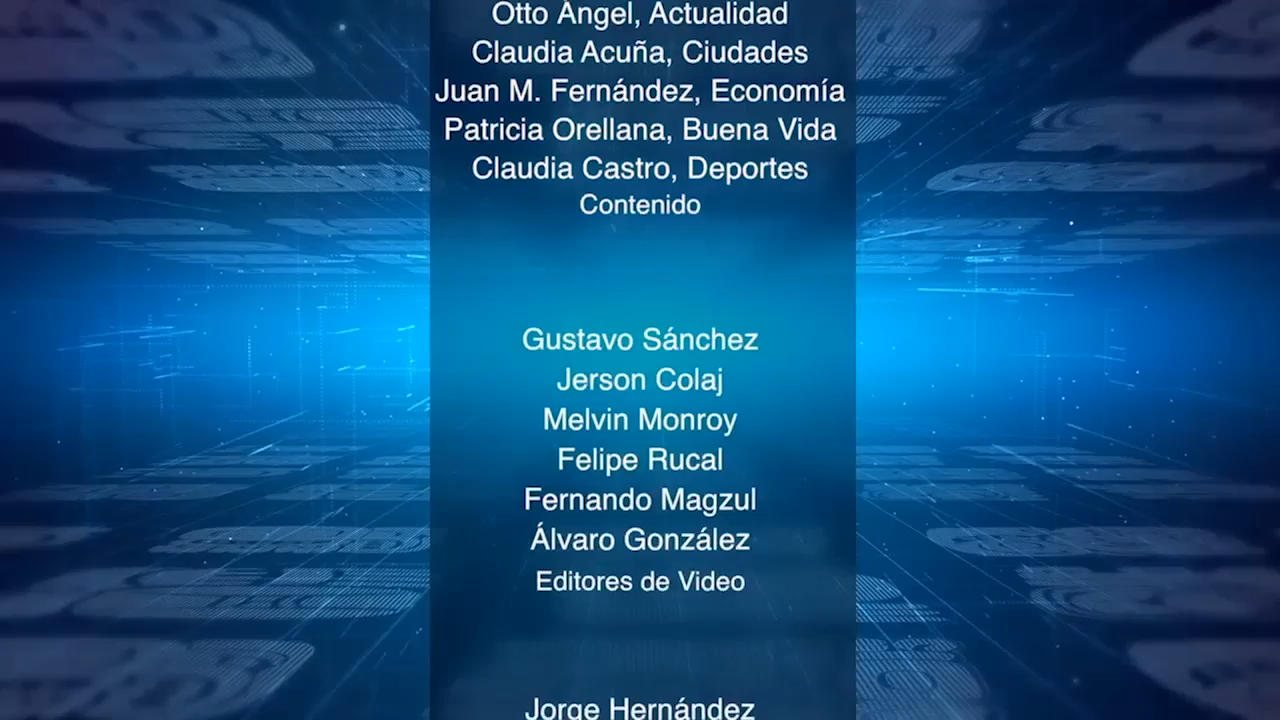 Otto Ángel, Actualidad
Claudia Acuña, Ciudades
Juan M. Fernández, Economía
Patricia Orellana, Buena Vida
Claudia Castro, Deportes
Contenido
Gustavo Sánchez
Jerson Colaj
Melvin Monroy
Felipe Rucal
Fernando Magzul
Álvaro González
Editores de Video
Jorge Hernández